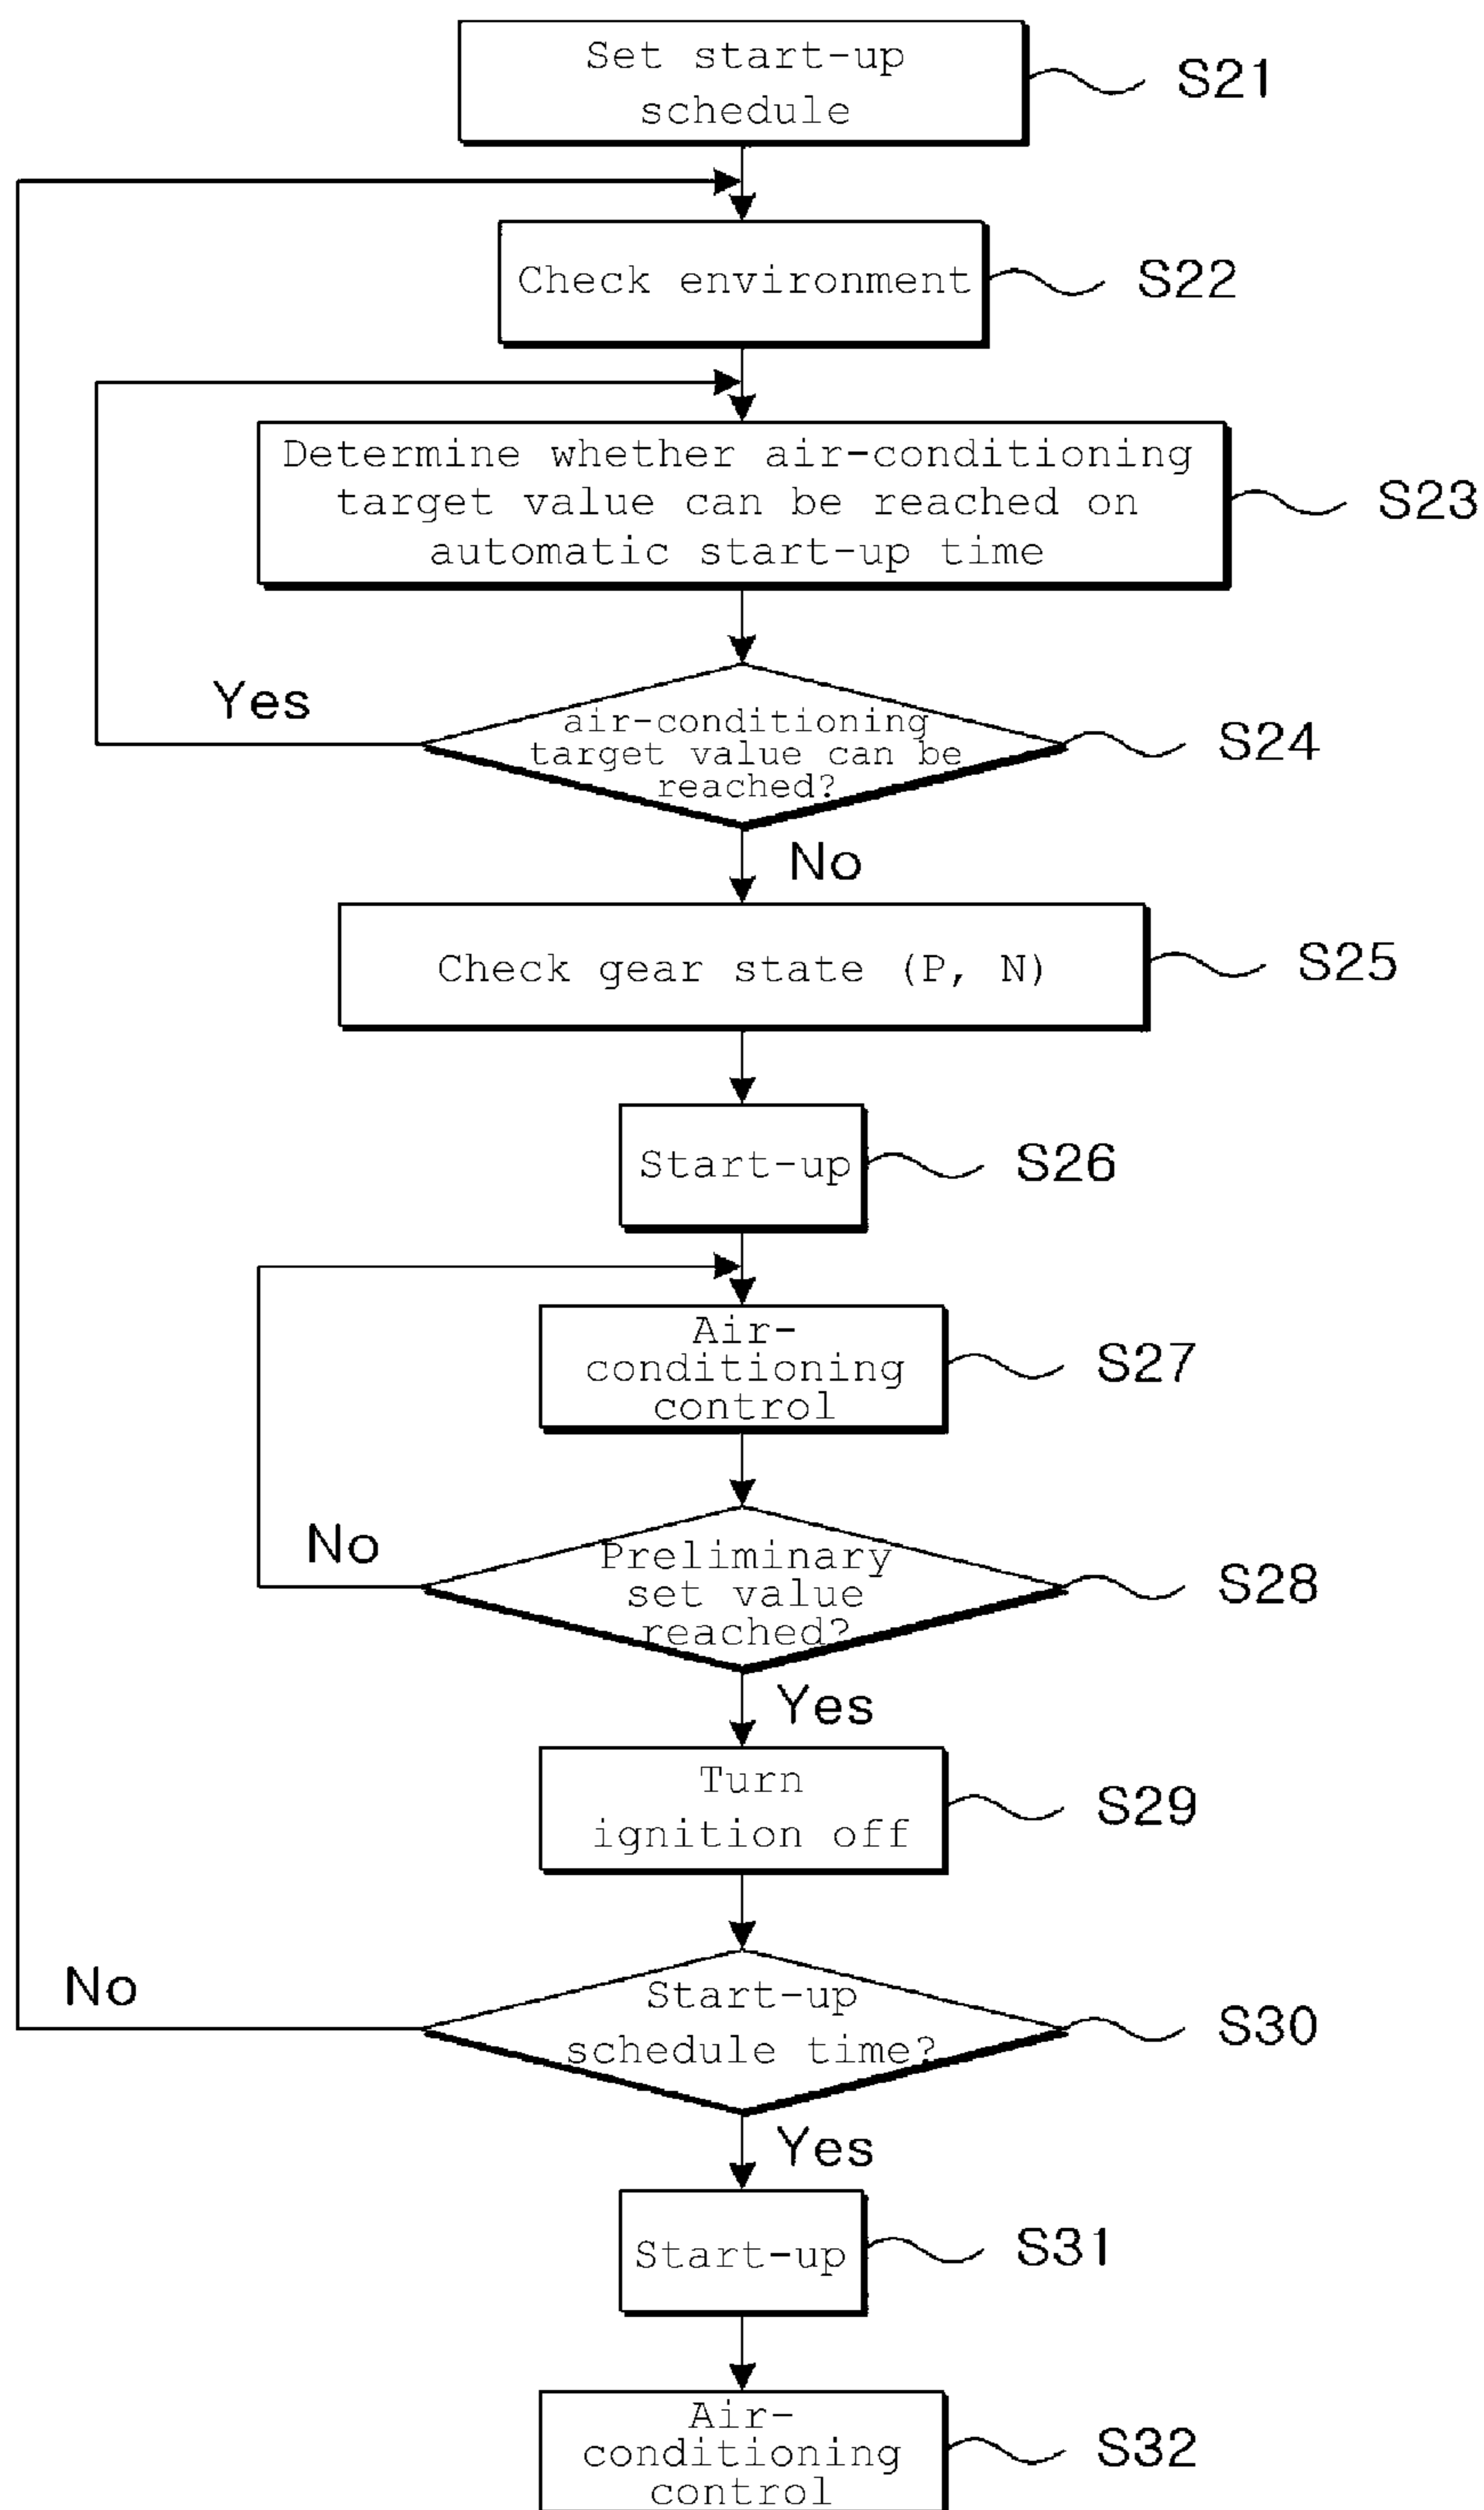 Set start-up
schedule
S21
Check environment
S22
Determine whether air-conditioning
target value can be reached on
automatic start-up time
S23
Yes
air-conditioning
target value can be
reached?
S24
No
Check gear state (P, N)
S25
Start-up
S26
Air-
conditioning
control
S27
No
Preliminary
set value
reached?
S28
Yes
Turn
ignition off
S29
No
Start-up
schedule time?
S30
Yes
Start-up
S31
Air-
conditioning
control
S32